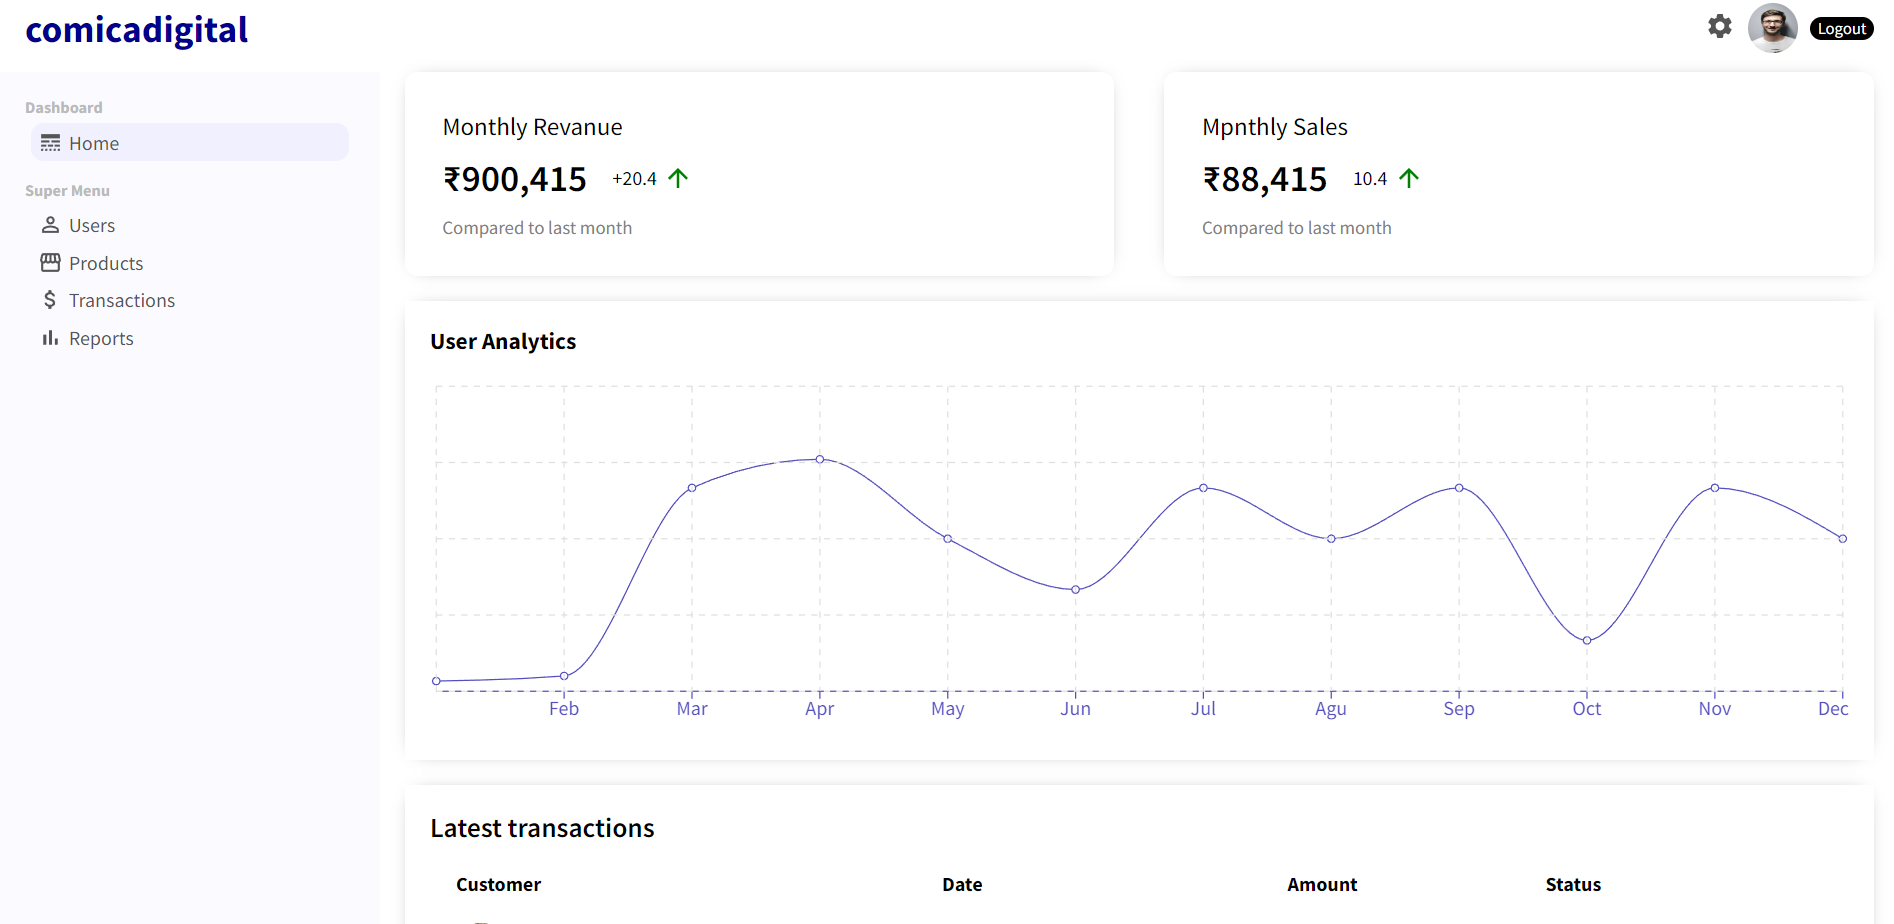 comicadigital
Logout
Dashboard
Home
Super Menu
Users
Products
Transactions
Reports
Monthly Revanue
₹900,415 +20.4
Compared to last month
Mpnthly Sales
₹88,415 10.4
Compared to last month
User Analytics
Feb Mar Apr May Jun Jul Agu Sep Oct Nov Dec
Latest transactions
Customer Date Amount Status